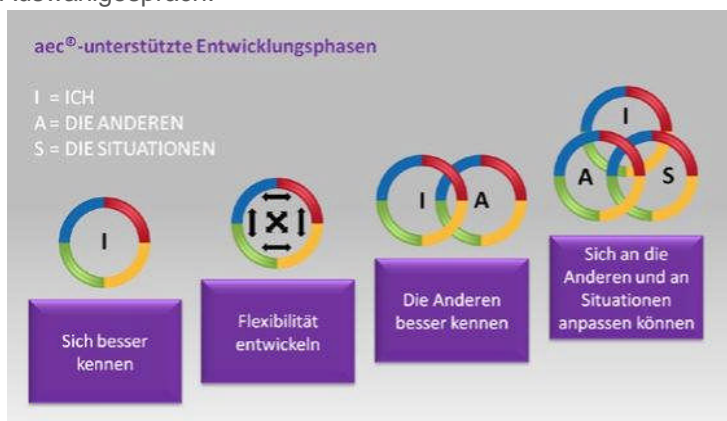 Auswahlgespräch.
aec®-unterstützte Entwicklungsphasen
I = ICH
A = DIE ANDEREN
S = DIE SITUATIONEN
I
Sich besser
kennen
I X I
Flexibilität
entwickeln
I A
Die Anderen
besser kennen
I
A S
Sich an die
Anderen und an
Situationen
anpassen können